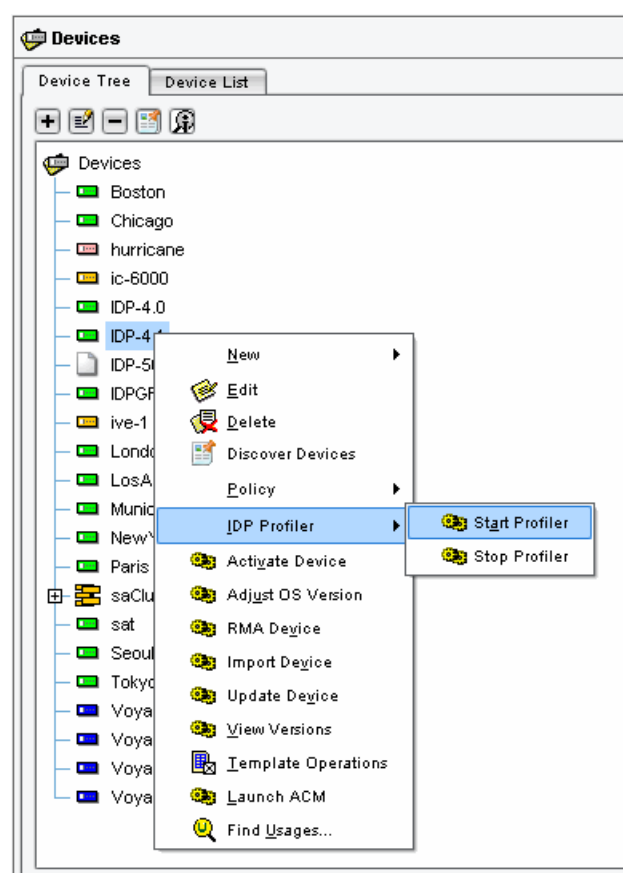 Devices
Device Tree
Device List
Devices
Boston
Chicago
hurricane
ic-6000
IDP-4.0
IDP-4
IDP-5
IDPGF
ive-1
Londo
LosA
Munic
New
Paris
saClu
sat
Seoul
Tokyo
Voya
Voya
Voya
Voya
New
Edit
Delete
Discover Devices
Policy
IDP Profiler
Activate Device
Adjust OS Version
RMA Device
Import Device
Update Device
View Versions
Template Operations
Launch ACM
Find Usages...
Start Profiler
Stop Profiler